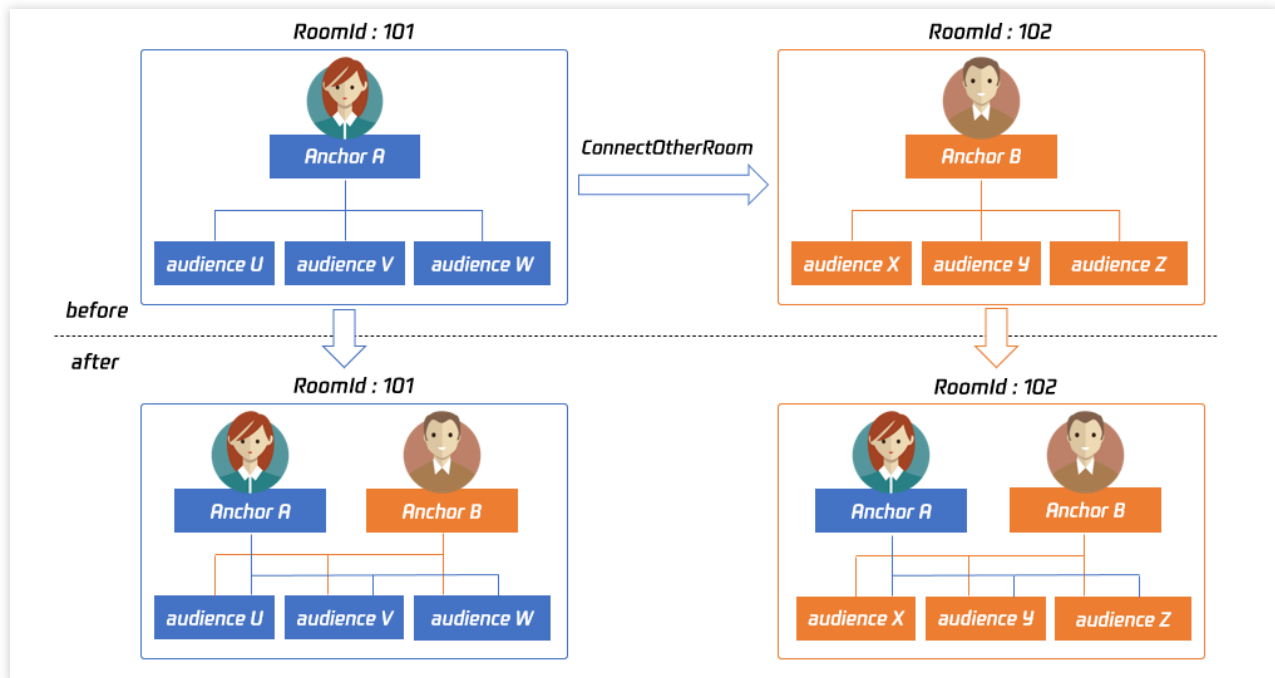 RoomId : 101
RoomId : 102
Anchor A
ConnectOtherRoom
Anchor B
audience U
audience V
audience W
audience X
audience Y
audience Z
before
after
RoomId : 101
RoomId : 102
Anchor A
Anchor B
Anchor A
Anchor B
audience U
audience V
audience W
audience X
audience Y
audience Z